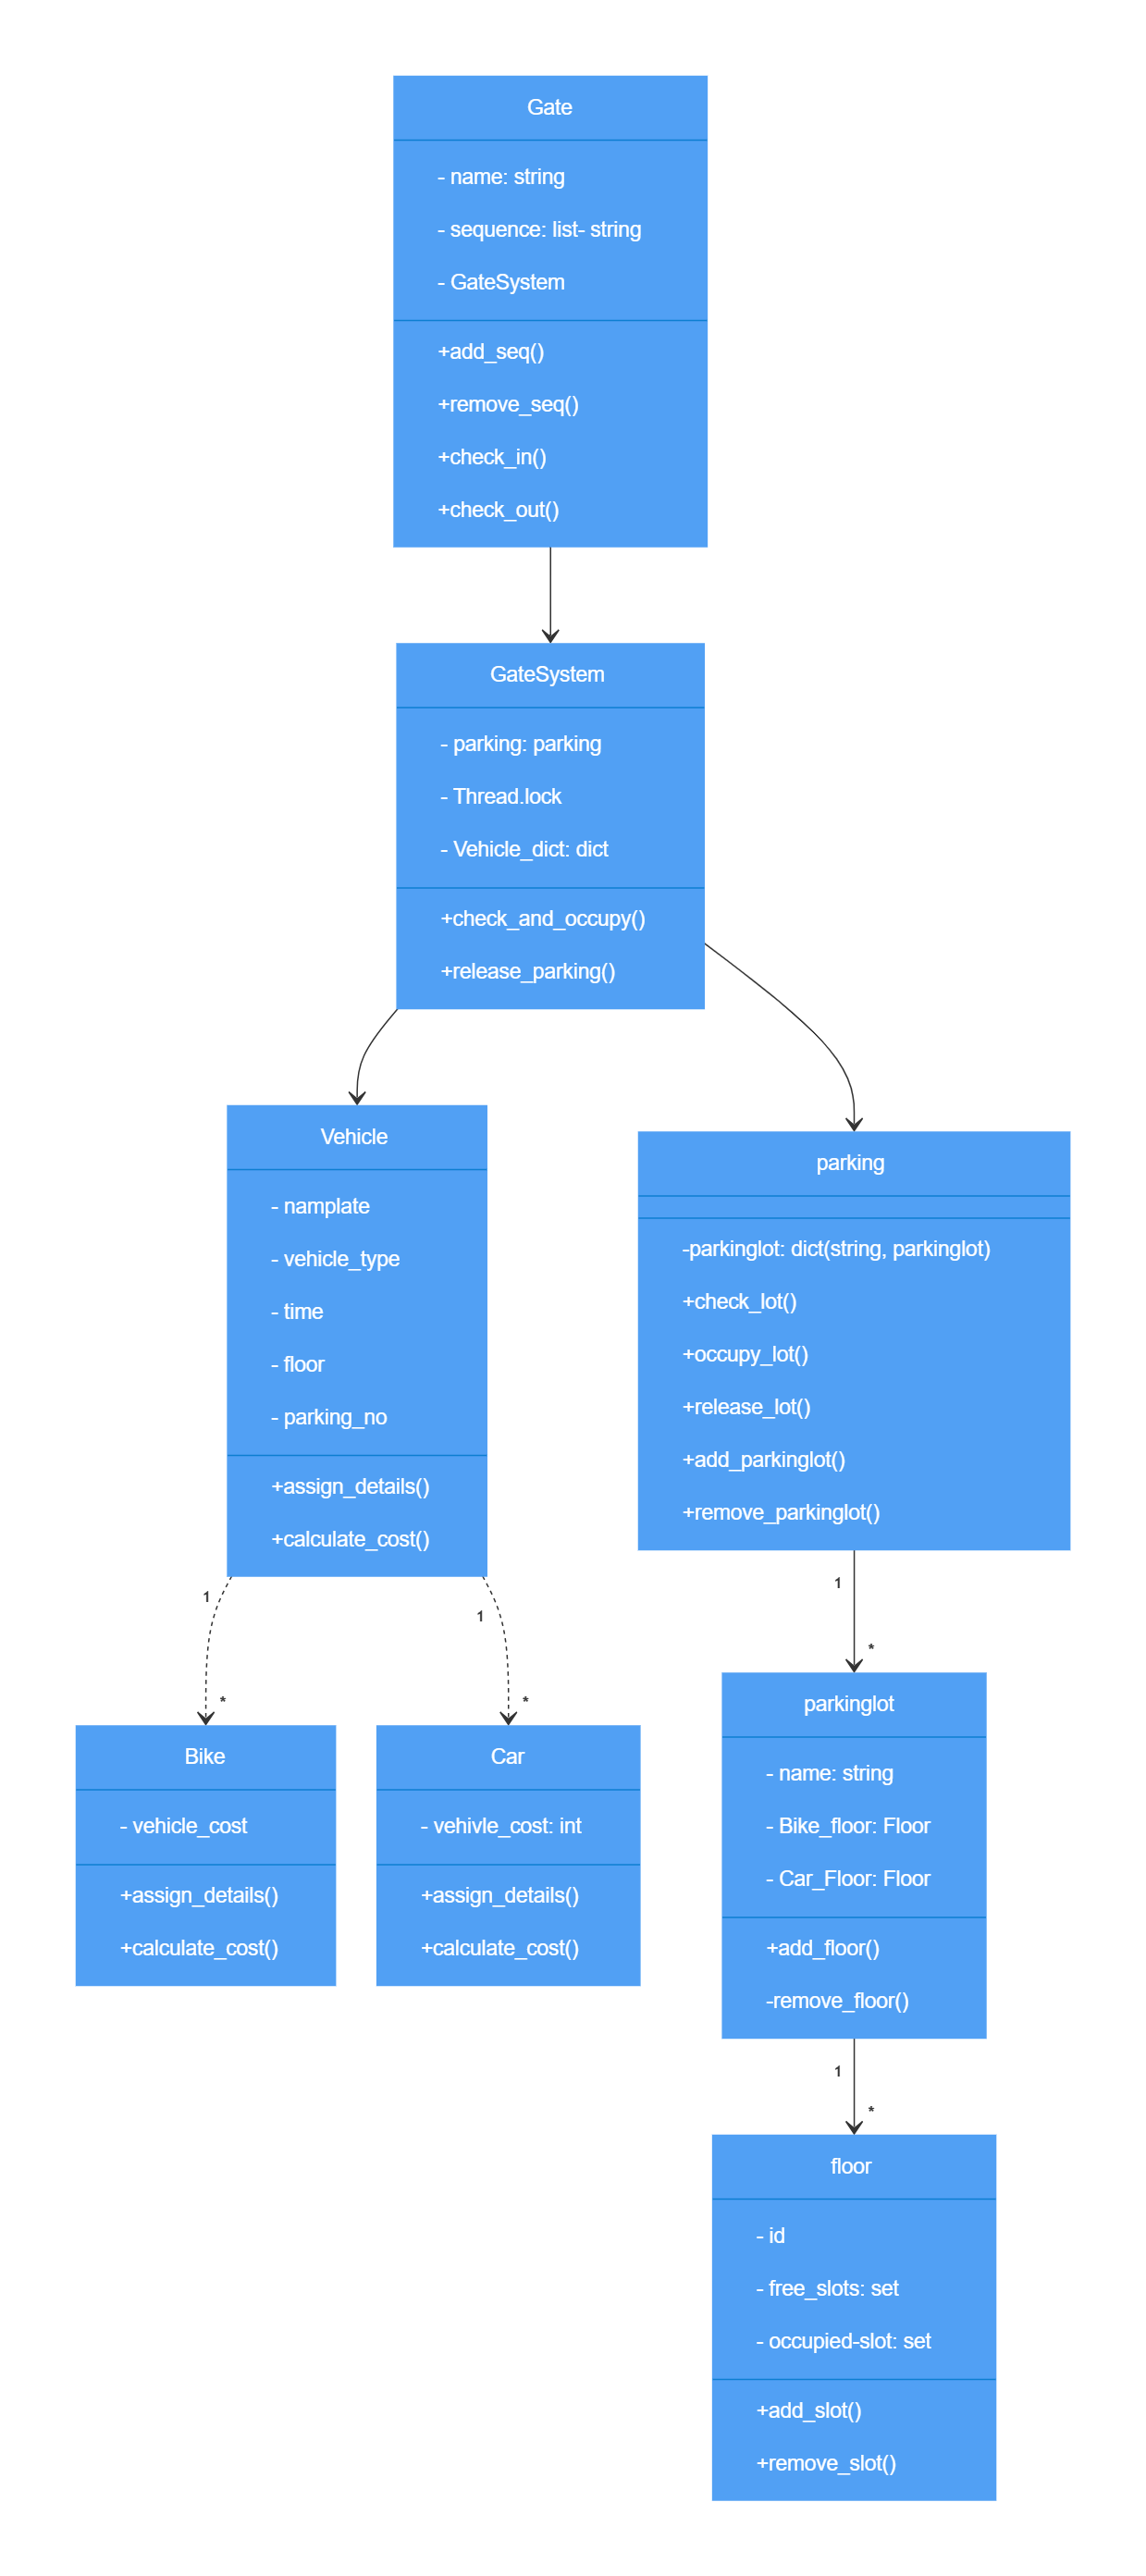 Gate
- name: string
- sequence: list- string
- GateSystem
+add_seq()
+remove_seq()
+check_in()
+check_out()
GateSystem
- parking: parking
- Thread.lock
- Vehicle_dict: dict
+check_and_occupy()
+release_parking()
Vehicle
- namplate
- vehicle_type
- time
- floor
- parking_no
+assign_details()
+calculate_cost()
parking
-parkinglot: dict(string, parkinglot)
+check_lot()
+occupy_lot()
+release_lot()
+add_parkinglot()
+remove_parkinglot()
1
*
1
*
1
*
Bike
- vehicle_cost
+assign_details()
+calculate_cost()
Car
- vehivle_cost: int
+assign_details()
+calculate_cost()
parkinglot
- name: string
- Bike_floor: Floor
- Car_Floor: Floor
+add_floor()
-remove_floor()
1
*
floor
- id
- free_slots: set
- occupied-slot: set
+add_slot()
+remove_slot()